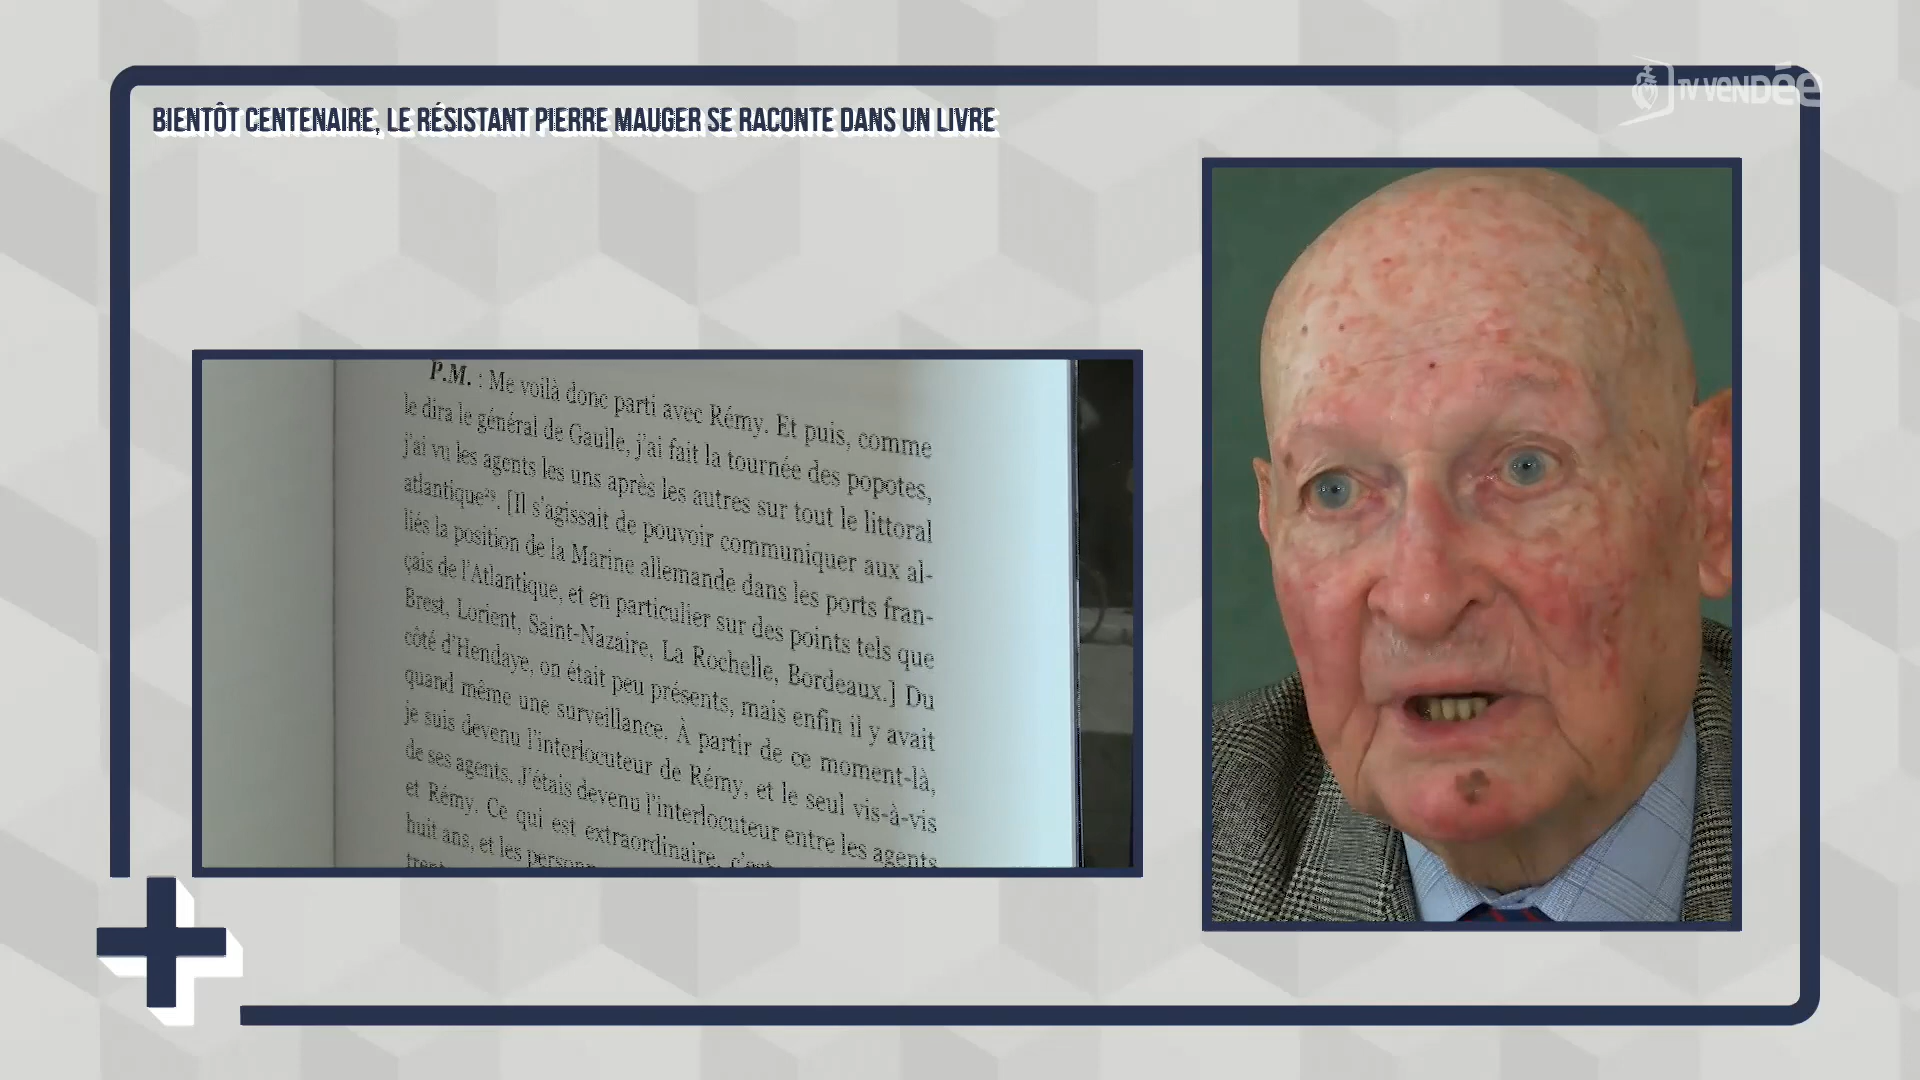 TV VENDÉE
BIENTÔT CENTENAIRE, LE RÉSISTANT PIERRE MAUGER SE RACONTE DANS UN LIVRE
P.M. : Me voilà donc parti avec Rémy. Et puis, comme
le dira le général de Gaulle, j'ai fait la tournée des popotes,
j'ai vu les agents les uns après les autres sur tout le littoral
atlantique²⁹. [Il s'agissait de pouvoir communiquer aux al-
liés la position de la Marine allemande dans les ports fran-
çais de l'Atlantique, et en particulier sur des points tels que
Brest, Lorient, Saint-Nazaire, La Rochelle, Bordeaux.] Du
côté d'Hendaye, on était peu présents, mais enfin il y avait
quand même une surveillance. À partir de ce moment-là,
je suis devenu l'interlocuteur de Rémy, et le seul vis-à-vis
de ses agents. J'étais devenu l'interlocuteur entre les agents
et Rémy. Ce qui est extraordinaire, c'est
huit ans, et les personn